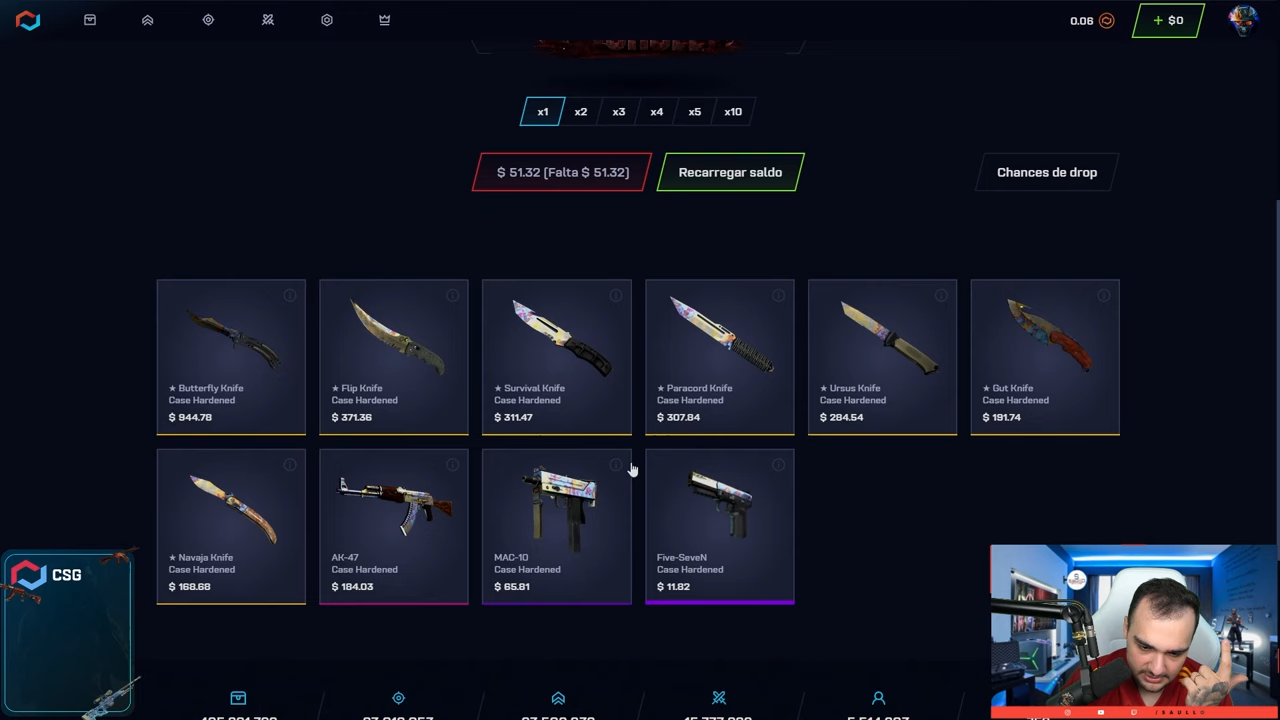 0.06
+ $0
x1 x2 x3 x4 x5 x10
$ 51.32 [Falta $ 51.32]
Recarregar saldo
Chances de drop
★ Butterfly Knife
Case Hardened
$ 944.78
★ Flip Knife
Case Hardened
$ 371.36
★ Survival Knife
Case Hardened
$ 311.47
★ Paracord Knife
Case Hardened
$ 307.84
★ Ursus Knife
Case Hardened
$ 284.54
★ Gut Knife
Case Hardened
$ 191.74
★ Navaja Knife
Case Hardened
$ 168.68
AK-47
Case Hardened
$ 184.03
MAC-10
Case Hardened
$ 65.81
Five-SeveN
Case Hardened
$ 11.82
CSG
/SAULLO